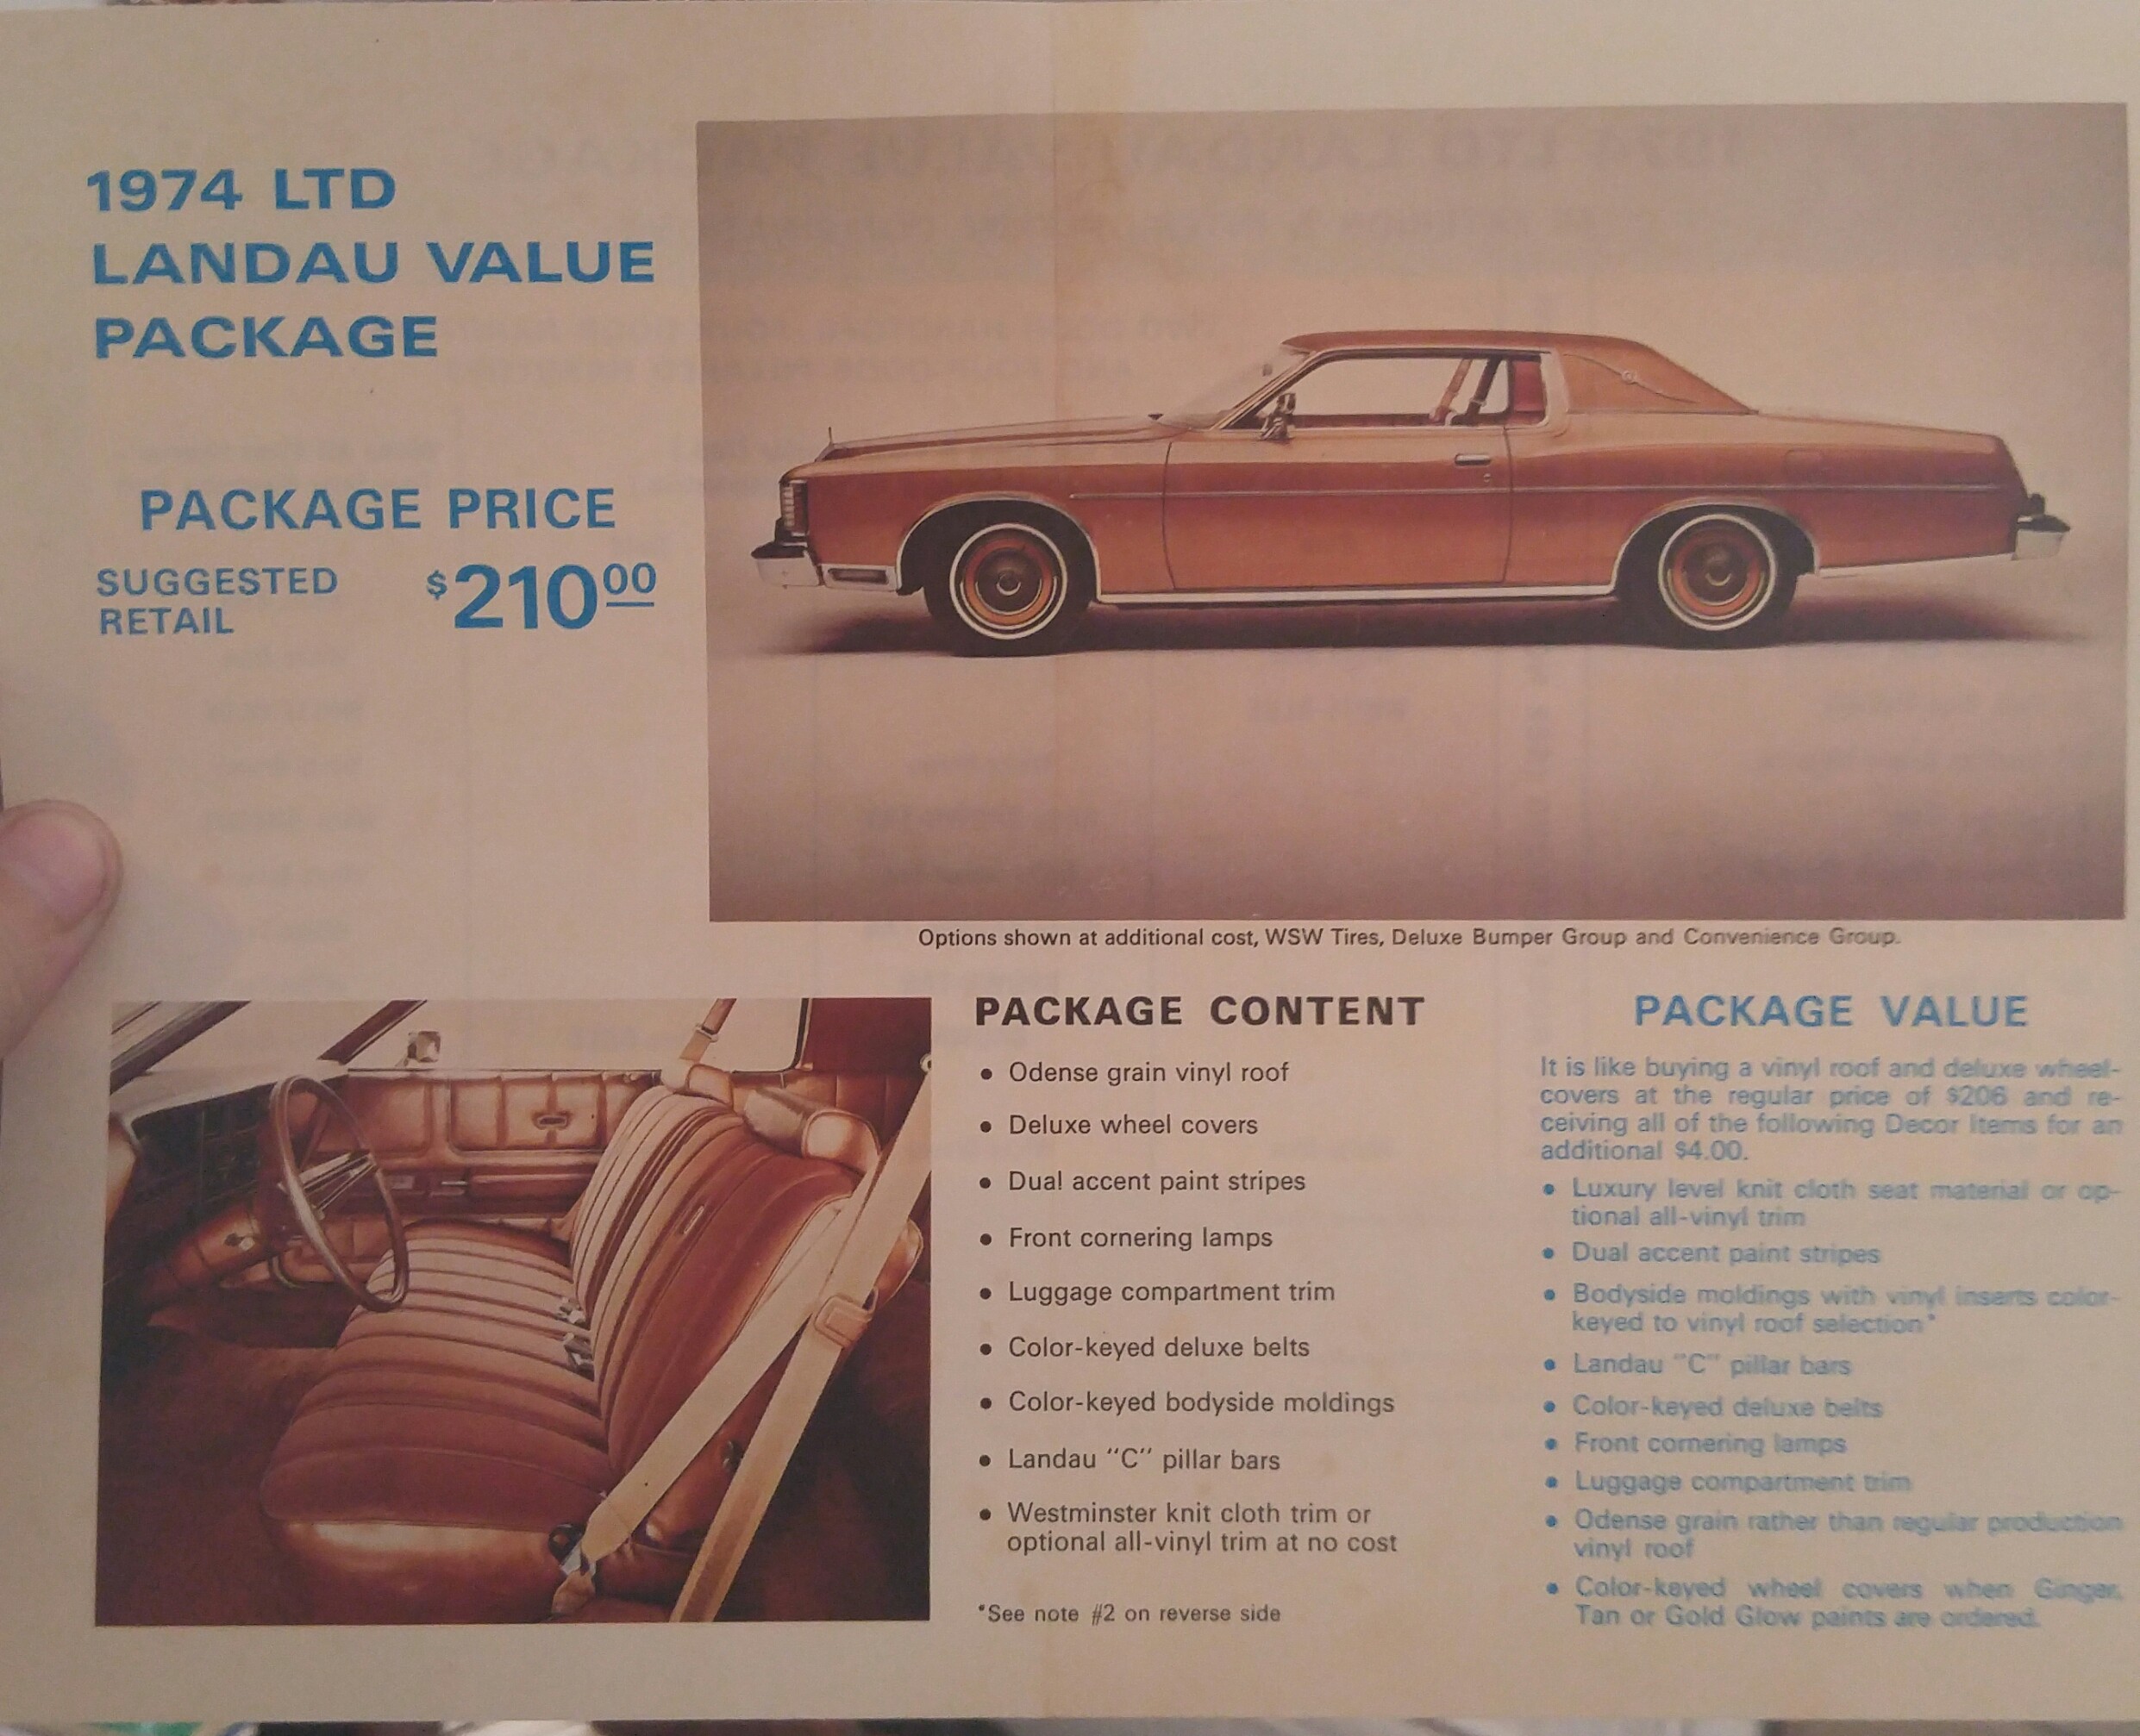 1974 LTD
LANDAU VALUE
PACKAGE
PACKAGE PRICE
SUGGESTED
RETAIL
$210⁰⁰
Options shown at additional cost, WSW Tires, Deluxe Bumper Group and Convenience Group.
PACKAGE CONTENT
• Odense grain vinyl roof
• Deluxe wheel covers
• Dual accent paint stripes
• Front cornering lamps
• Luggage compartment trim
• Color-keyed deluxe belts
• Color-keyed bodyside moldings
• Landau "C" pillar bars
• Westminster knit cloth trim or
optional all-vinyl trim at no cost
*See note #2 on reverse side
PACKAGE VALUE
It is like buying a vinyl roof and deluxe wheel-
covers at the regular price of $206 and re-
ceiving all of the following Decor Items for an
additional $4.00.
• Luxury level knit cloth seat material or op-
tional all-vinyl trim
• Dual accent paint stripes
• Bodyside moldings with vinyl inserts color-
keyed to vinyl roof selection*
• Landau "C" pillar bars
• Color-keyed deluxe belts
• Front cornering lamps
• Luggage compartment trim
• Odense grain rather than regular production
vinyl roof
• Color-keyed wheel covers when Ginger,
Tan or Gold Glow paints are ordered.